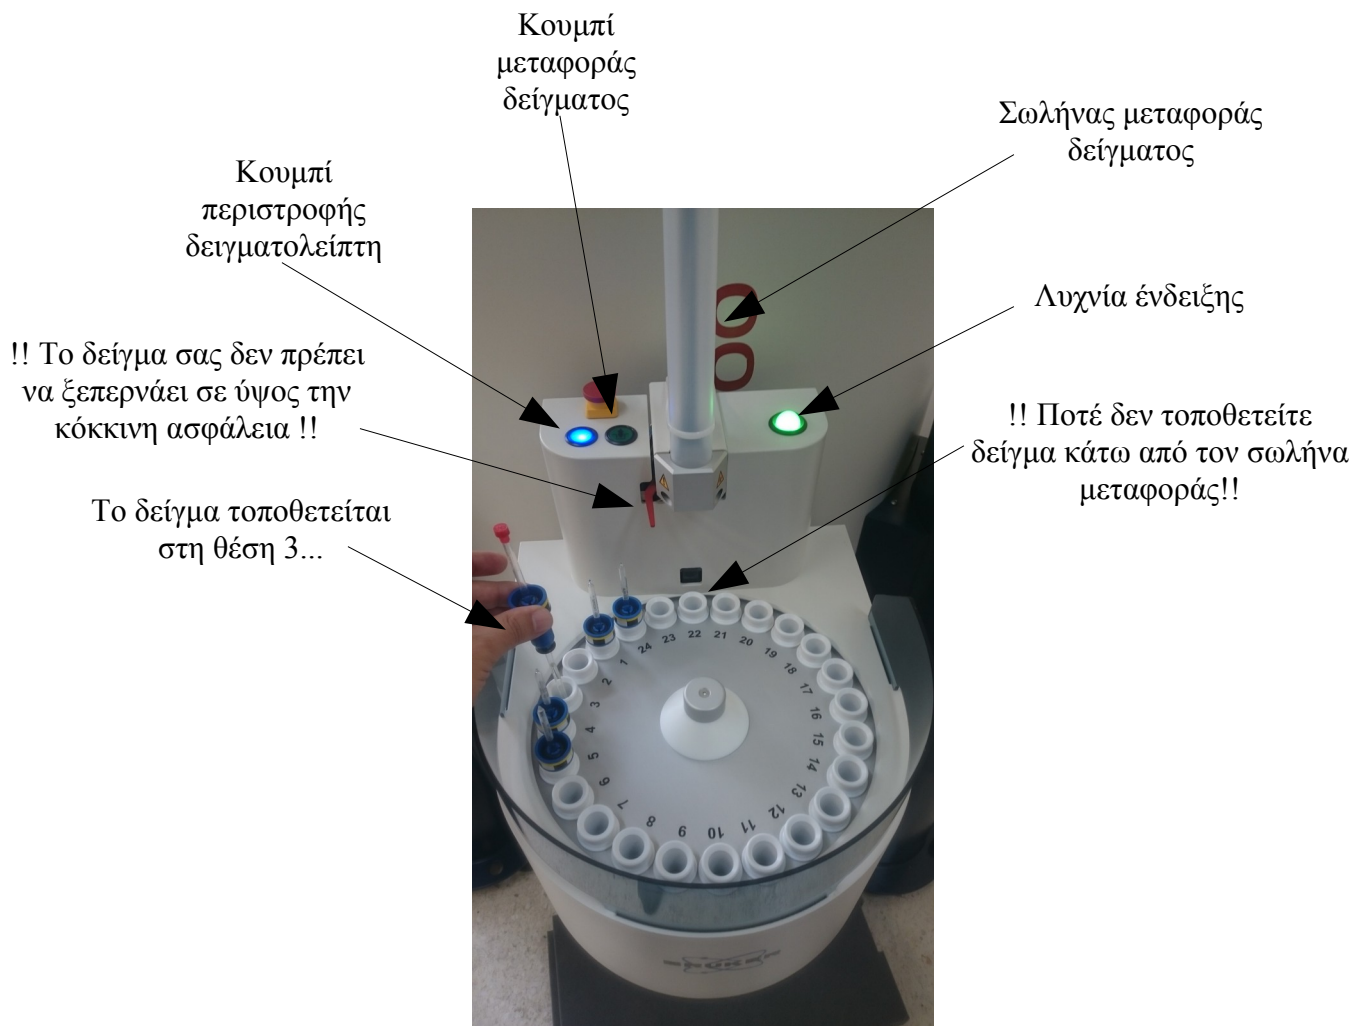 Κουμπί
μεταφοράς
δείγματος
Σωλήνας μεταφοράς
δείγματος
Κουμπί
περιστροφής
δειγματολείπτη
Λυχνία ένδειξης
!! Το δείγμα σας δεν πρέπει
να ξεπερνάει σε ύψος την
κόκκινη ασφάλεια !!
!! Ποτέ δεν τοποθετείτε
δείγμα κάτω από τον σωλήνα
μεταφοράς!!
Το δείγμα τοποθετείται
στη θέση 3...
1
2
3
4
5
6
7
8
9
10
11
12
13
14
15
16
17
18
19
20
21
22
23
24
BRUKER